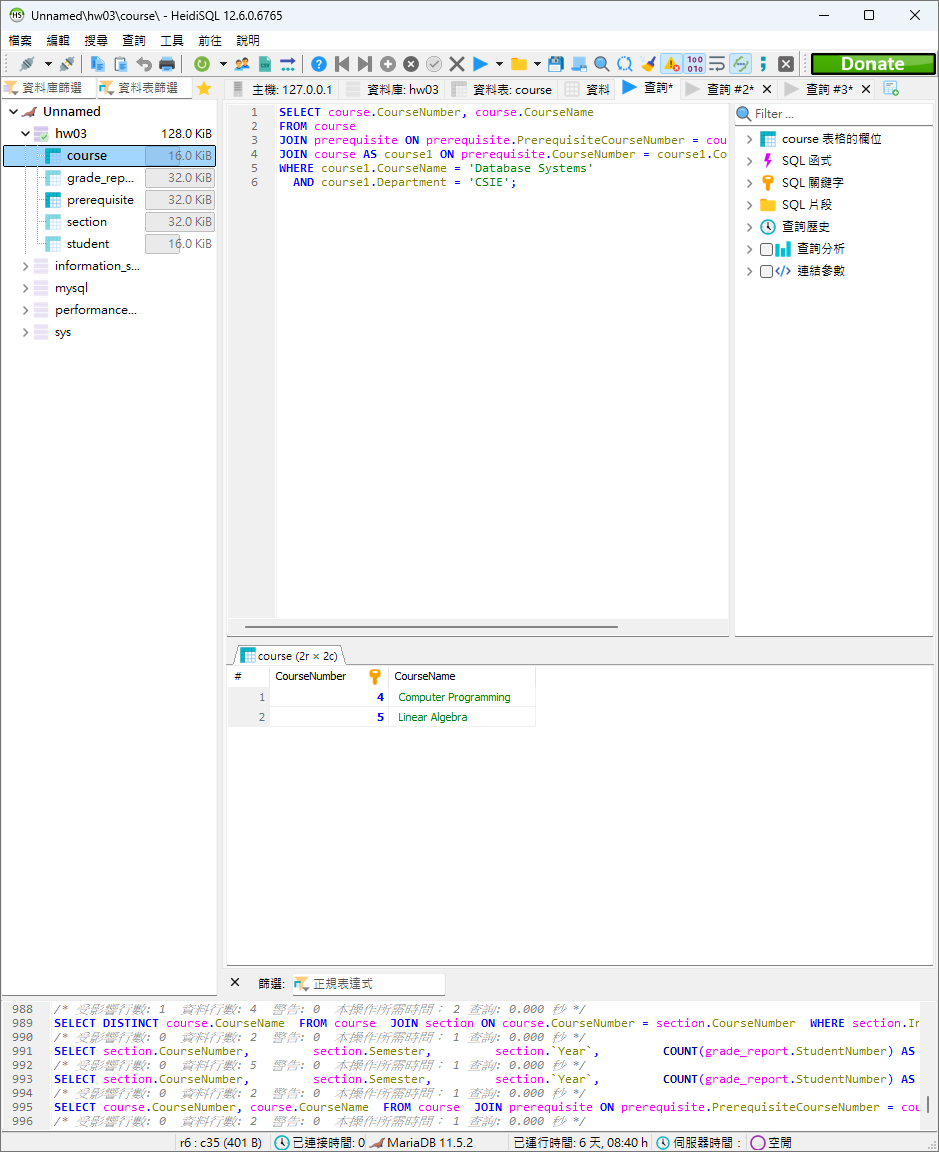 Unnamed\hw03\course\ - HeidiSQL 12.6.0.6765
檔案 編輯 搜尋 查詢 工具 前往 說明
Donate
資料庫篩選 資料表篩選
主機: 127.0.0.1 資料庫: hw03 資料表: course 資料 查詢* 查詢 #2* 查詢 #3*
Unnamed
hw03 128.0 KiB
course 16.0 KiB
grade_rep... 32.0 KiB
prerequisite 32.0 KiB
section 32.0 KiB
student 16.0 KiB
information_s...
mysql
performance...
sys
1 SELECT course.CourseNumber, course.CourseName
2 FROM course
3 JOIN prerequisite ON prerequisite.PrerequisiteCourseNumber = cou
4 JOIN course AS course1 ON prerequisite.CourseNumber = course1.Co
5 WHERE course1.CourseName = 'Database Systems'
6 AND course1.Department = 'CSIE';
Filter ...
course 表格的欄位
SQL 函式
SQL 關鍵字
SQL 片段
查詢歷史
查詢分析
連結參數
course (2r × 2c)
# CourseNumber CourseName
1 4 Computer Programming
2 5 Linear Algebra
篩選: 正規表達式
988 /* 受影響行數: 1 資料行數: 4 警告: 0 本操作所需時間： 2 查詢: 0.000 秒 */
989 SELECT DISTINCT course.CourseName FROM course JOIN section ON course.CourseNumber = section.CourseNumber WHERE section.In
990 /* 受影響行數: 0 資料行數: 2 警告: 0 本操作所需時間： 1 查詢: 0.000 秒 */
991 SELECT section.CourseNumber, section.Semester, section.`Year`, COUNT(grade_report.StudentNumber) AS
992 /* 受影響行數: 0 資料行數: 5 警告: 0 本操作所需時間： 1 查詢: 0.000 秒 */
993 SELECT section.CourseNumber, section.Semester, section.`Year`, COUNT(grade_report.StudentNumber) AS
994 /* 受影響行數: 0 資料行數: 2 警告: 0 本操作所需時間： 1 查詢: 0.000 秒 */
995 SELECT course.CourseNumber, course.CourseName FROM course JOIN prerequisite ON prerequisite.PrerequisiteCourseNumber = cou
996 /* 受影響行數: 0 資料行數: 2 警告: 0 本操作所需時間： 1 查詢: 0.000 秒 */
r6 : c35 (401 B) 已連接時間: 0 MariaDB 11.5.2 已運行時間: 6 天, 08:40 h 伺服器時間： 空閒